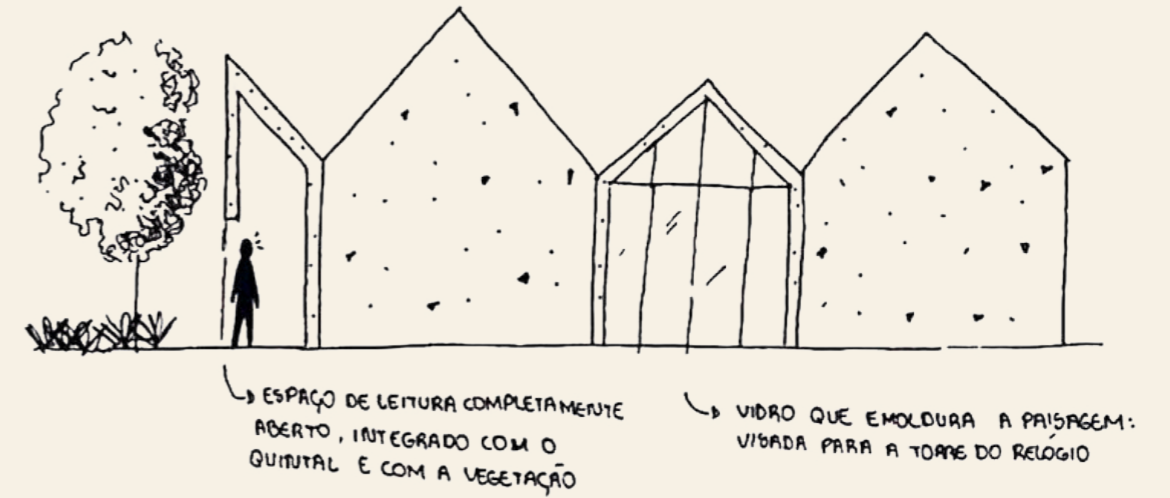 ESPAÇO DE LEITURA COMPLETAMENTE
ABERTO, INTEGRADO COM O
QUINTAL E COM A VEGETAÇÃO
VIDRO QUE EMOLDURA A PAISAGEM:
VISADA PARA A TORRE DO RELÓGIO